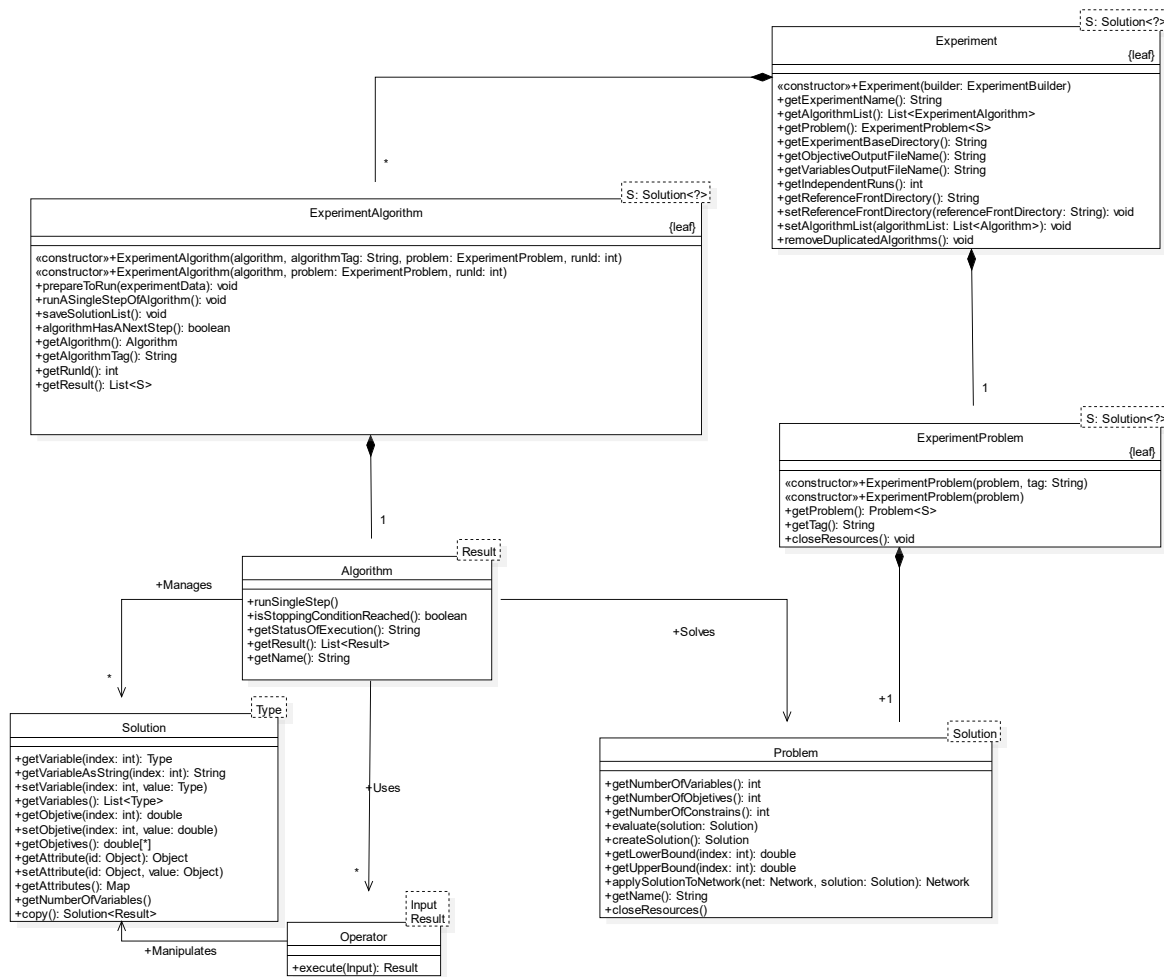 S: Solution<?>
Experiment
{leaf}
«constructor»+Experiment(builder: ExperimentBuilder)
+getExperimentName(): String
+getAlgorithmList(): List<ExperimentAlgorithm>
+getProblem(): ExperimentProblem<S>
+getExperimentBaseDirectory(): String
+getObjectiveOutputFileName(): String
+getVariablesOutputFileName(): String
+getIndependentRuns(): int
+getReferenceFrontDirectory(): String
+setReferenceFrontDirectory(referenceFrontDirectory: String): void
+setAlgorithmList(algorithmList: List<Algorithm>): void
+removeDuplicatedAlgorithms(): void
*
S: Solution<?>
ExperimentAlgorithm
{leaf}
«constructor»+ExperimentAlgorithm(algorithm, algorithmTag: String, problem: ExperimentProblem, runId: int)
«constructor»+ExperimentAlgorithm(algorithm, problem: ExperimentProblem, runId: int)
+prepareToRun(experimentData): void
+runASingleStepOfAlgorithm(): void
+saveSolutionList(): void
+algorithmHasANextStep(): boolean
+getAlgorithm(): Algorithm
+getAlgorithmTag(): String
+getRunId(): int
+getResult(): List<S>
1
S: Solution<?>
ExperimentProblem
{leaf}
«constructor»+ExperimentProblem(problem, tag: String)
«constructor»+ExperimentProblem(problem)
+getProblem(): Problem<S>
+getTag(): String
+closeResources(): void
1
Result
Algorithm
+runSingleStep()
+isStoppingConditionReached(): boolean
+getStatusOfExecution(): String
+getResult(): List<Result>
+getName(): String
+Manages
*
+Solves
+1
+Uses
*
Type
Solution
+getVariable(index: int): Type
+getVariableAsString(index: int): String
+setVariable(index: int, value: Type)
+getVariables(): List<Type>
+getObjetive(index: int): double
+setObjetive(index: int, value: double)
+getObjetives(): double[*]
+getAttribute(id: Object): Object
+setAttribute(id: Object, value: Object)
+getAttributes(): Map
+getNumberOfVariables()
+copy(): Solution<Result>
Solution
Problem
+getNumberOfVariables(): int
+getNumberOfObjetives(): int
+getNumberOfConstrains(): int
+evaluate(solution: Solution)
+createSolution(): Solution
+getLowerBound(index: int): double
+getUpperBound(index: int): double
+applySolutionToNetwork(net: Network, solution: Solution): Network
+getName(): String
+closeResources()
Input
Result
Operator
+execute(Input): Result
+Manipulates